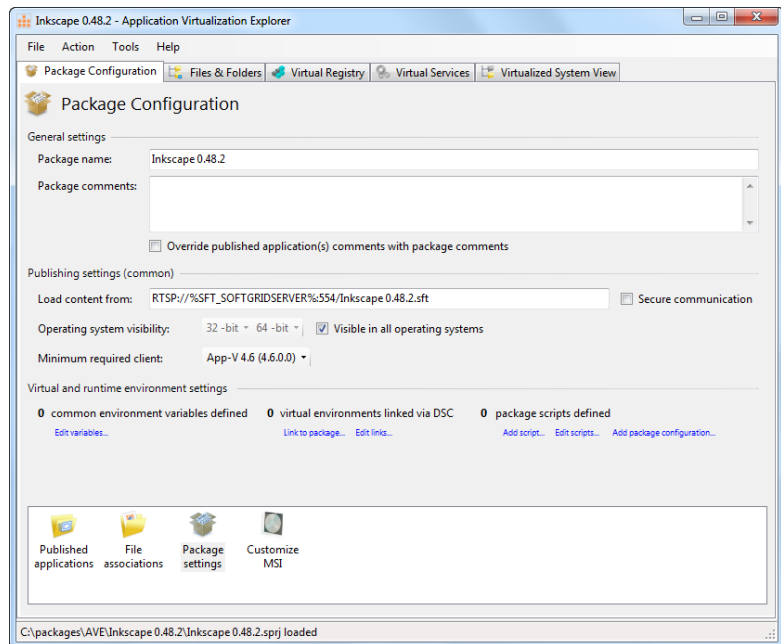 Inkscape 0.48.2 - Application Virtualization Explorer
File Action Tools Help
Package Configuration Files & Folders Virtual Registry Virtual Services Virtualized System View
Package Configuration
General settings
Package name: Inkscape 0.48.2
Package comments:
Override published application(s) comments with package comments
Publishing settings (common)
Load content from: RTSP://%SFT_SOFTGRIDSERVER%:554/Inkscape 0.48.2.sft Secure communication
Operating system visibility: 32 -bit 64 -bit Visible in all operating systems
Minimum required client: App-V 4.6 (4.6.0.0)
Virtual and runtime environment settings
0 common environment variables defined 0 virtual environments linked via DSC 0 package scripts defined
Edit variables... Link to package... Edit links... Add script... Edit scripts... Add package configuration...
Published applications File associations Package settings Customize MSI
C:\packages\AVE\Inkscape 0.48.2\Inkscape 0.48.2.sprj loaded